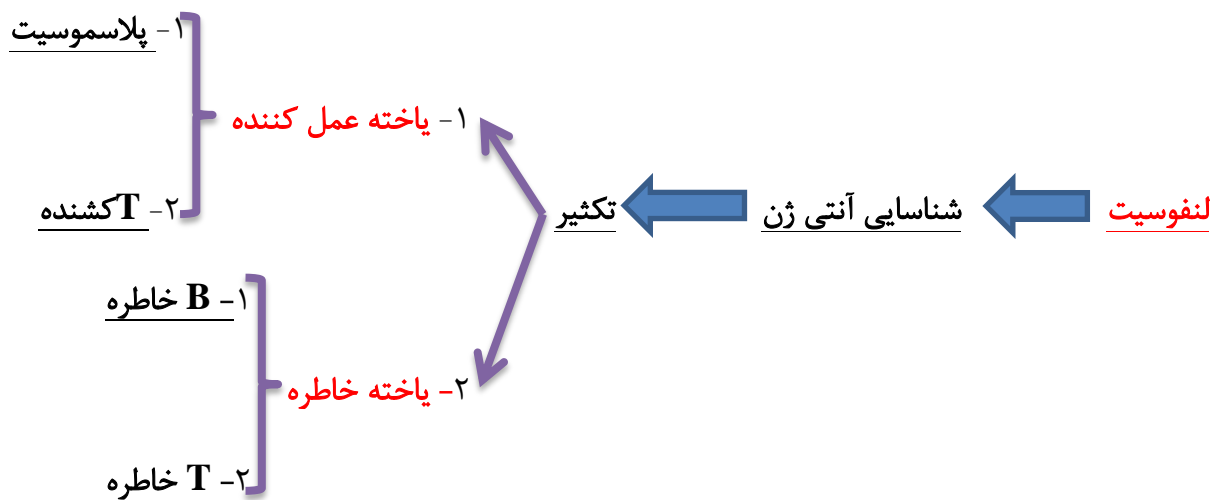 لنفوسیت
شناسایی آنتی ژن
تکثیر
۱- یاخته عمل کننده
۱- پلاسموسیت
۲- Tکشنده
۲- یاخته خاطره
۱- B خاطره
۲- T خاطره